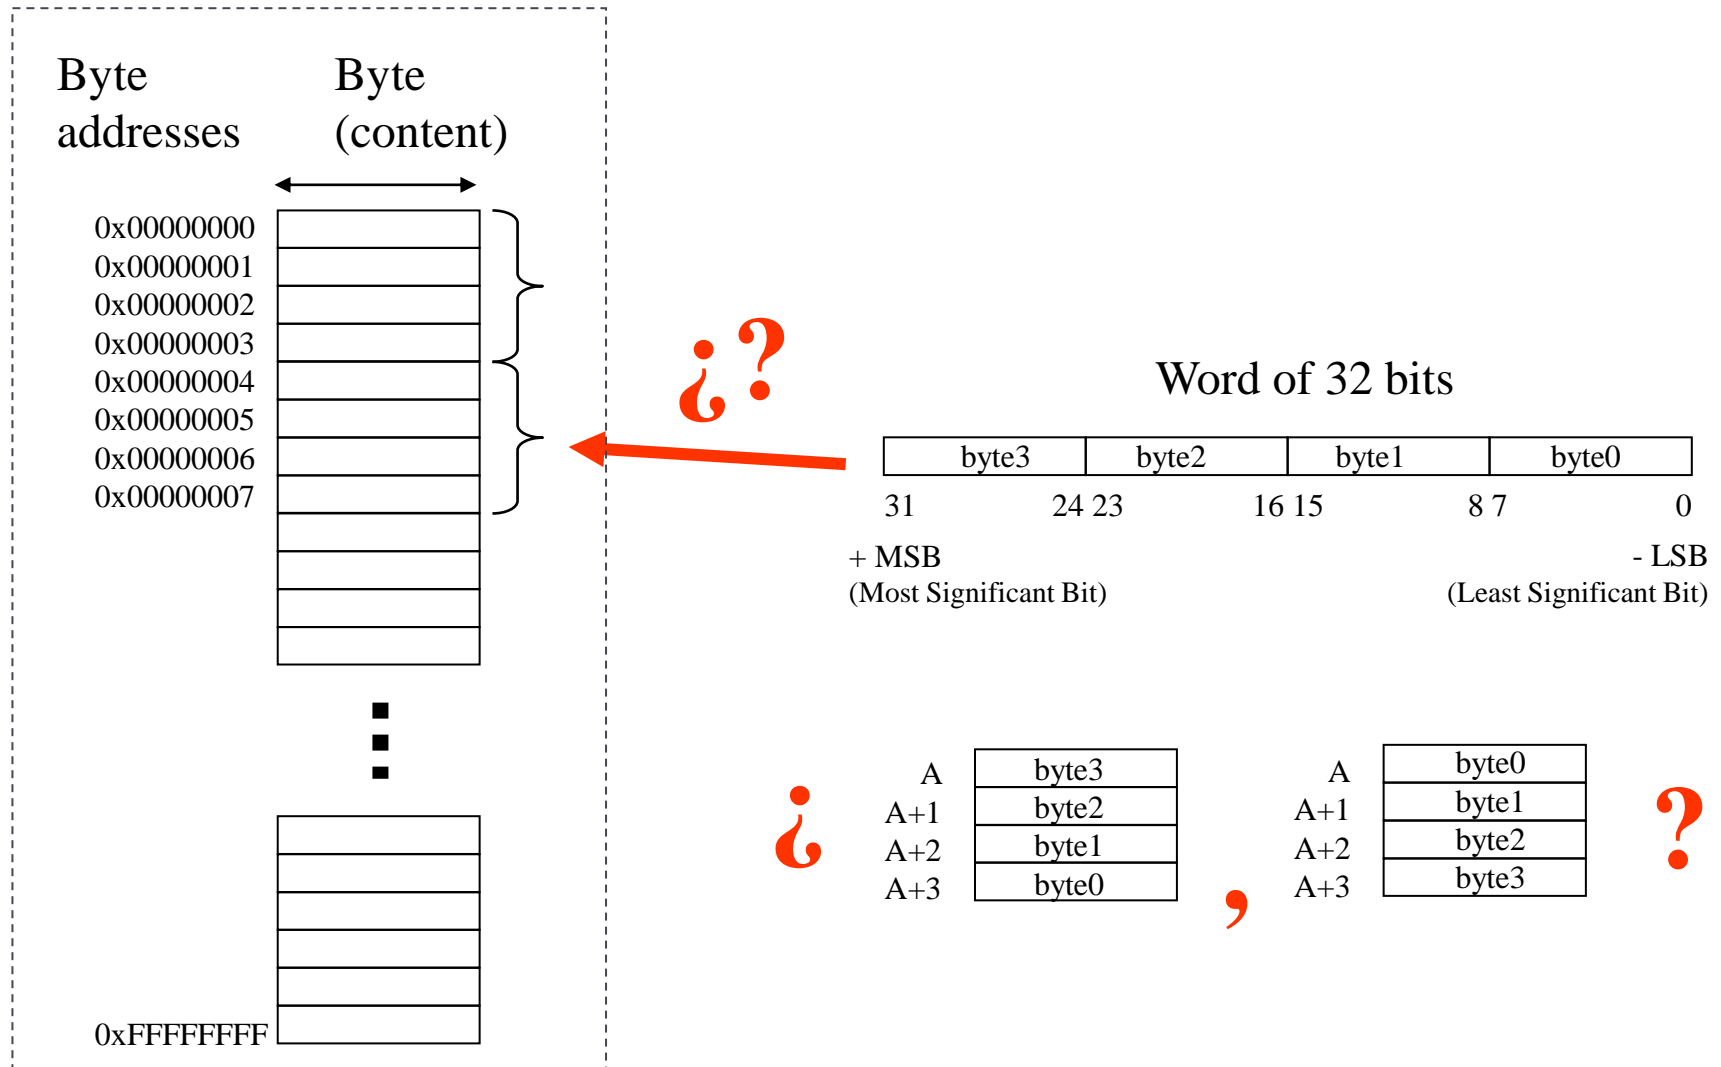 Byte addresses
Byte (content)
0x00000000
0x00000001
0x00000002
0x00000003
0x00000004
0x00000005
0x00000006
0x00000007
0xFFFFFFFF
¿?
Word of 32 bits
byte3 byte2 byte1 byte0
31 24 23 16 15 8 7 0
+ MSB
(Most Significant Bit)
- LSB
(Least Significant Bit)
¿
A byte3
A+1 byte2
A+2 byte1
A+3 byte0
,
A byte0
A+1 byte1
A+2 byte2
A+3 byte3
?